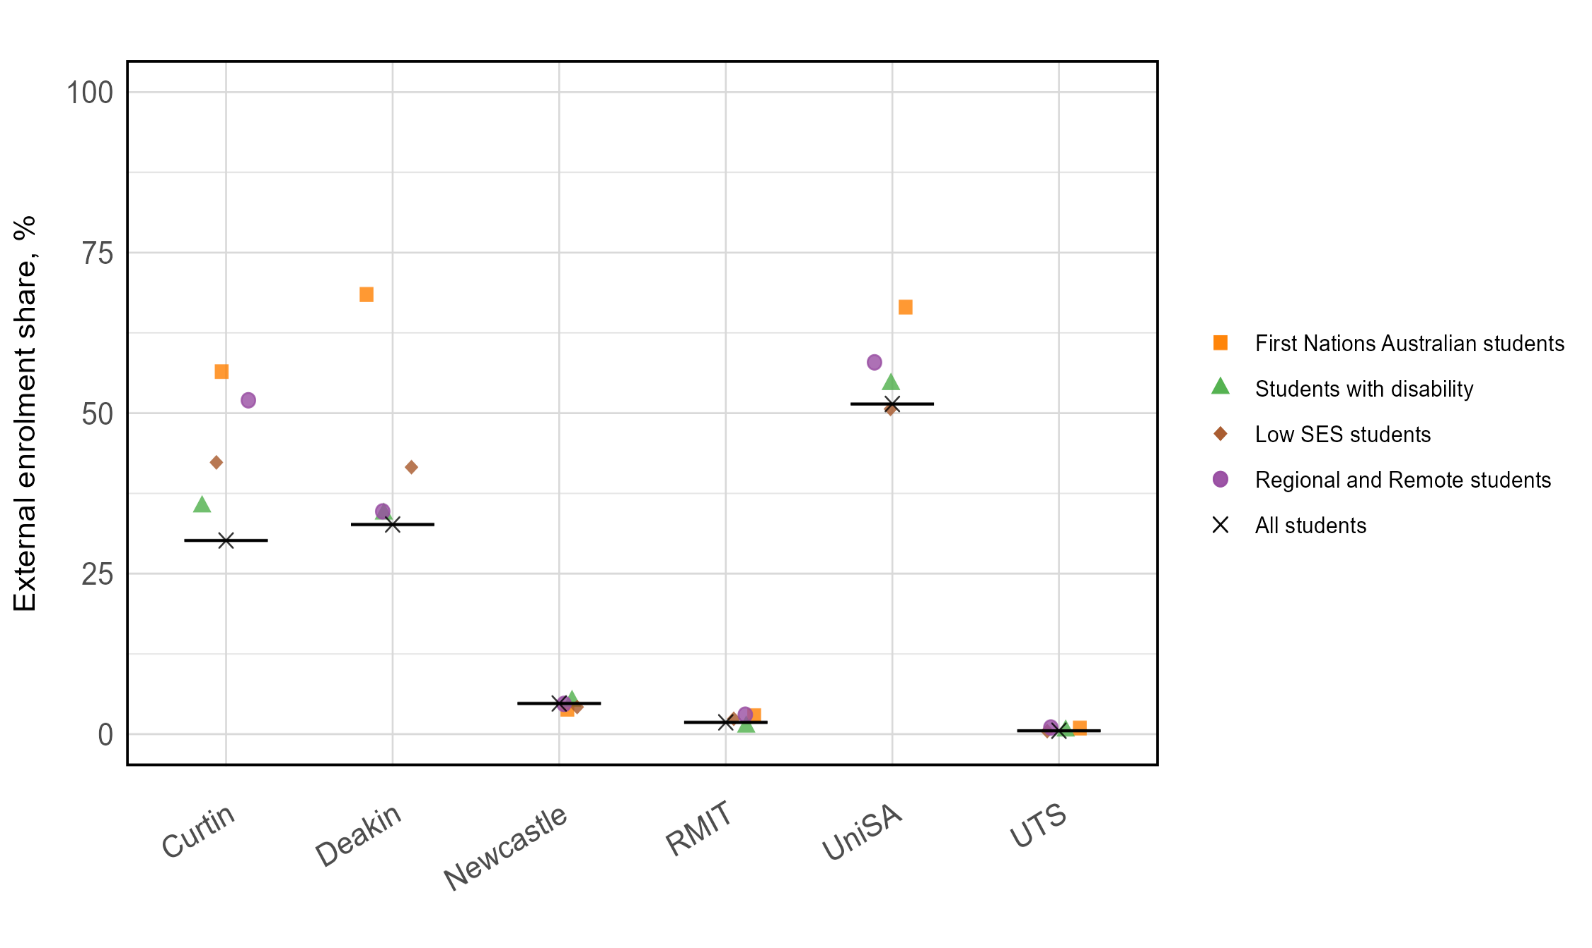 External enrolment share, %
100
75
50
25
0
Curtin
Deakin
Newcastle
RMIT
UniSA
UTS
First Nations Australian students
Students with disability
Low SES students
Regional and Remote students
All students